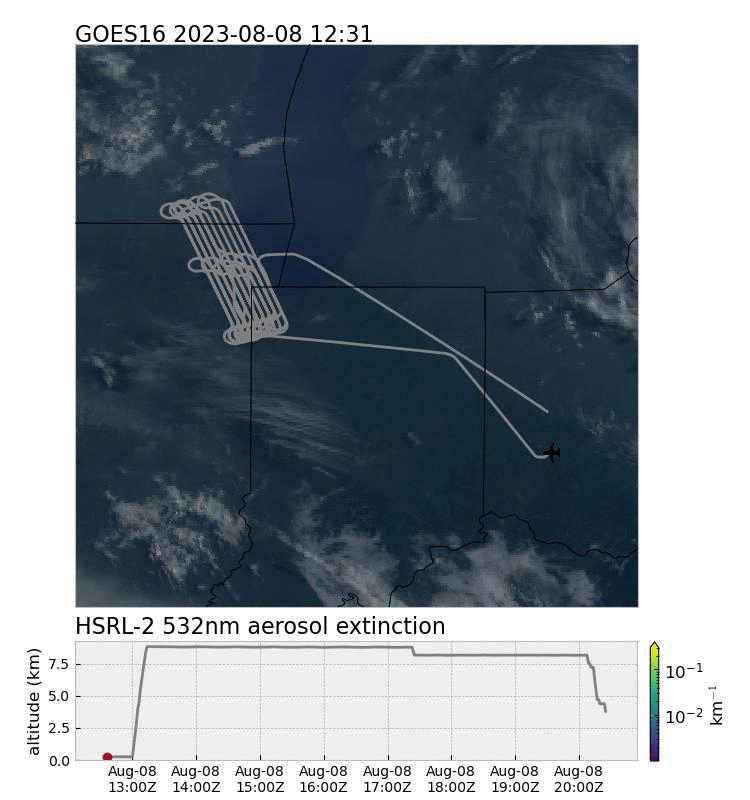 GOES16 2023-08-08 12:31
HSRL-2 532nm aerosol extinction
altitude (km)
7.5
5.0
2.5
0.0
Aug-08 Aug-08 Aug-08 Aug-08 Aug-08 Aug-08 Aug-08 Aug-08
13:00Z 14:00Z 15:00Z 16:00Z 17:00Z 18:00Z 19:00Z 20:00Z
10⁻¹
10⁻²
km⁻¹